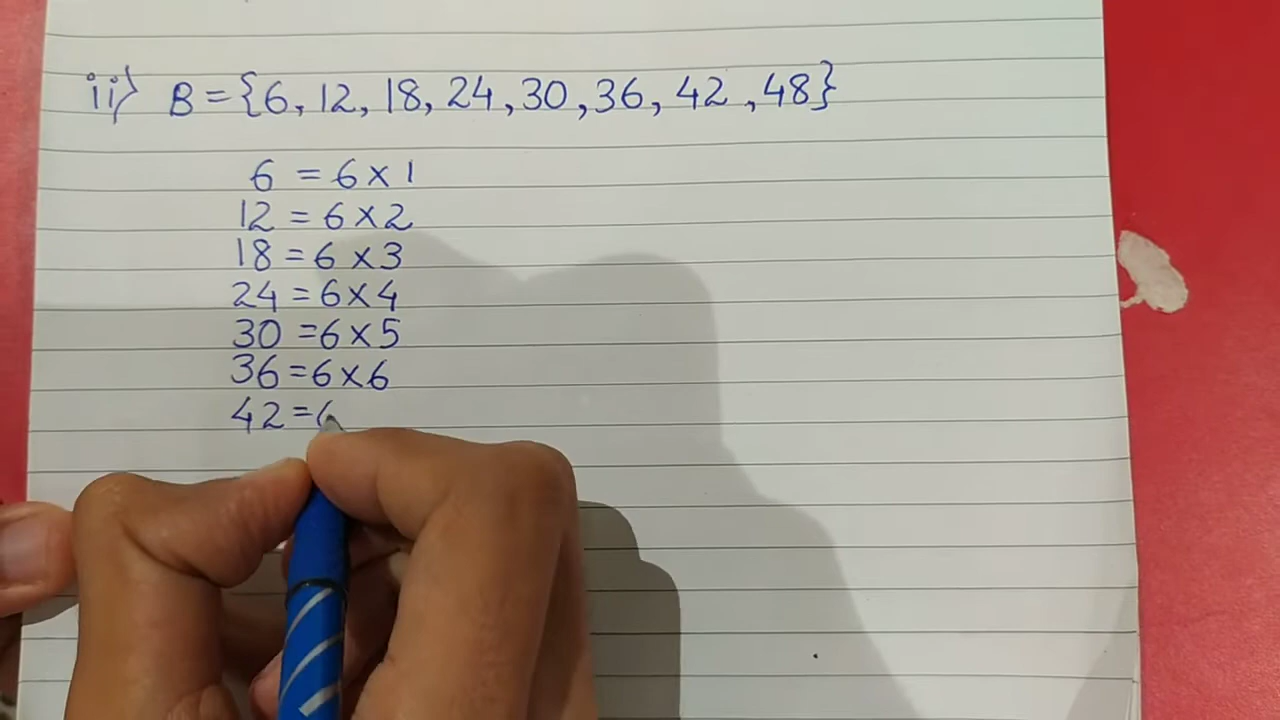 ii) B = {6, 12, 18, 24, 30, 36, 42, 48}
6 = 6 × 1
12 = 6 × 2
18 = 6 × 3
24 = 6 × 4
30 = 6 × 5
36 = 6 × 6
42 = 6